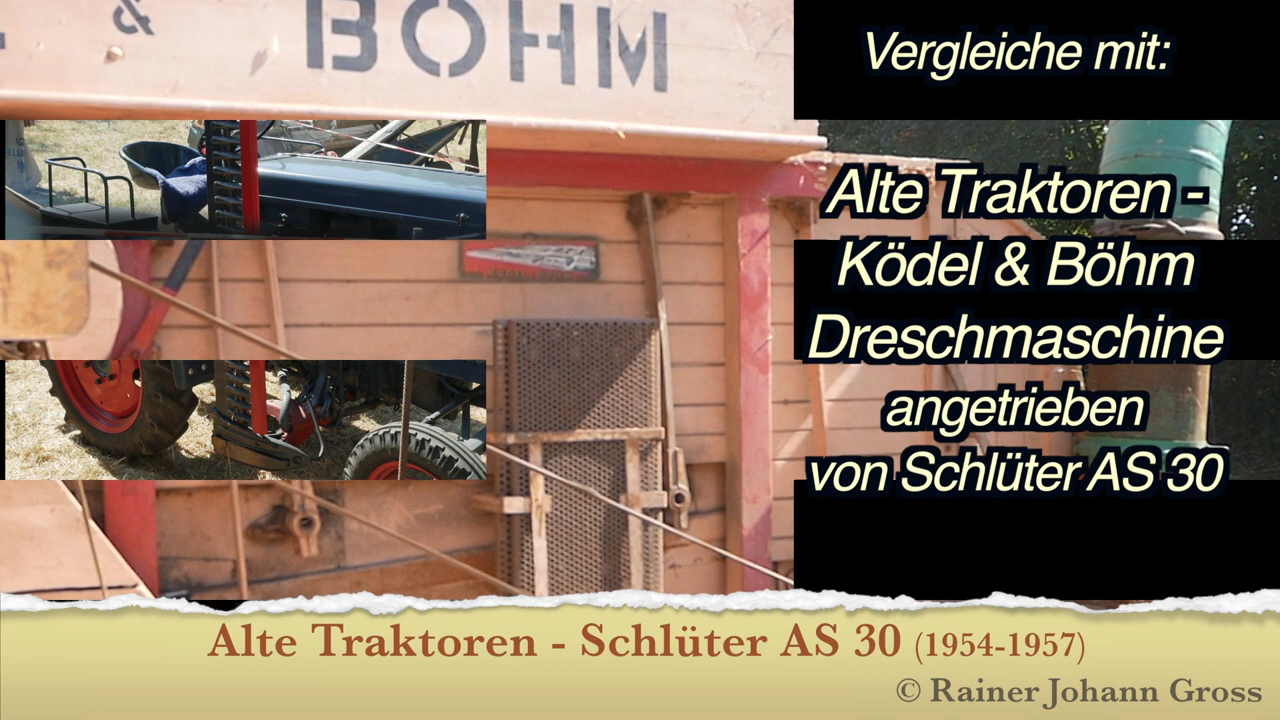 & BÖHM
Vergleiche mit:
Alte Traktoren -
Ködel & Böhm
Dreschmaschine
angetrieben
von Schlüter AS 30
Alte Traktoren - Schlüter AS 30 (1954-1957)
© Rainer Johann Gross